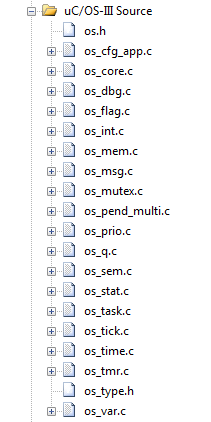 uC/OS-III Source
os.h
os_cfg_app.c
os_core.c
os_dbg.c
os_flag.c
os_int.c
os_mem.c
os_msg.c
os_mutex.c
os_pend_multi.c
os_prio.c
os_q.c
os_sem.c
os_stat.c
os_task.c
os_tick.c
os_time.c
os_tmr.c
os_type.h
os_var.c